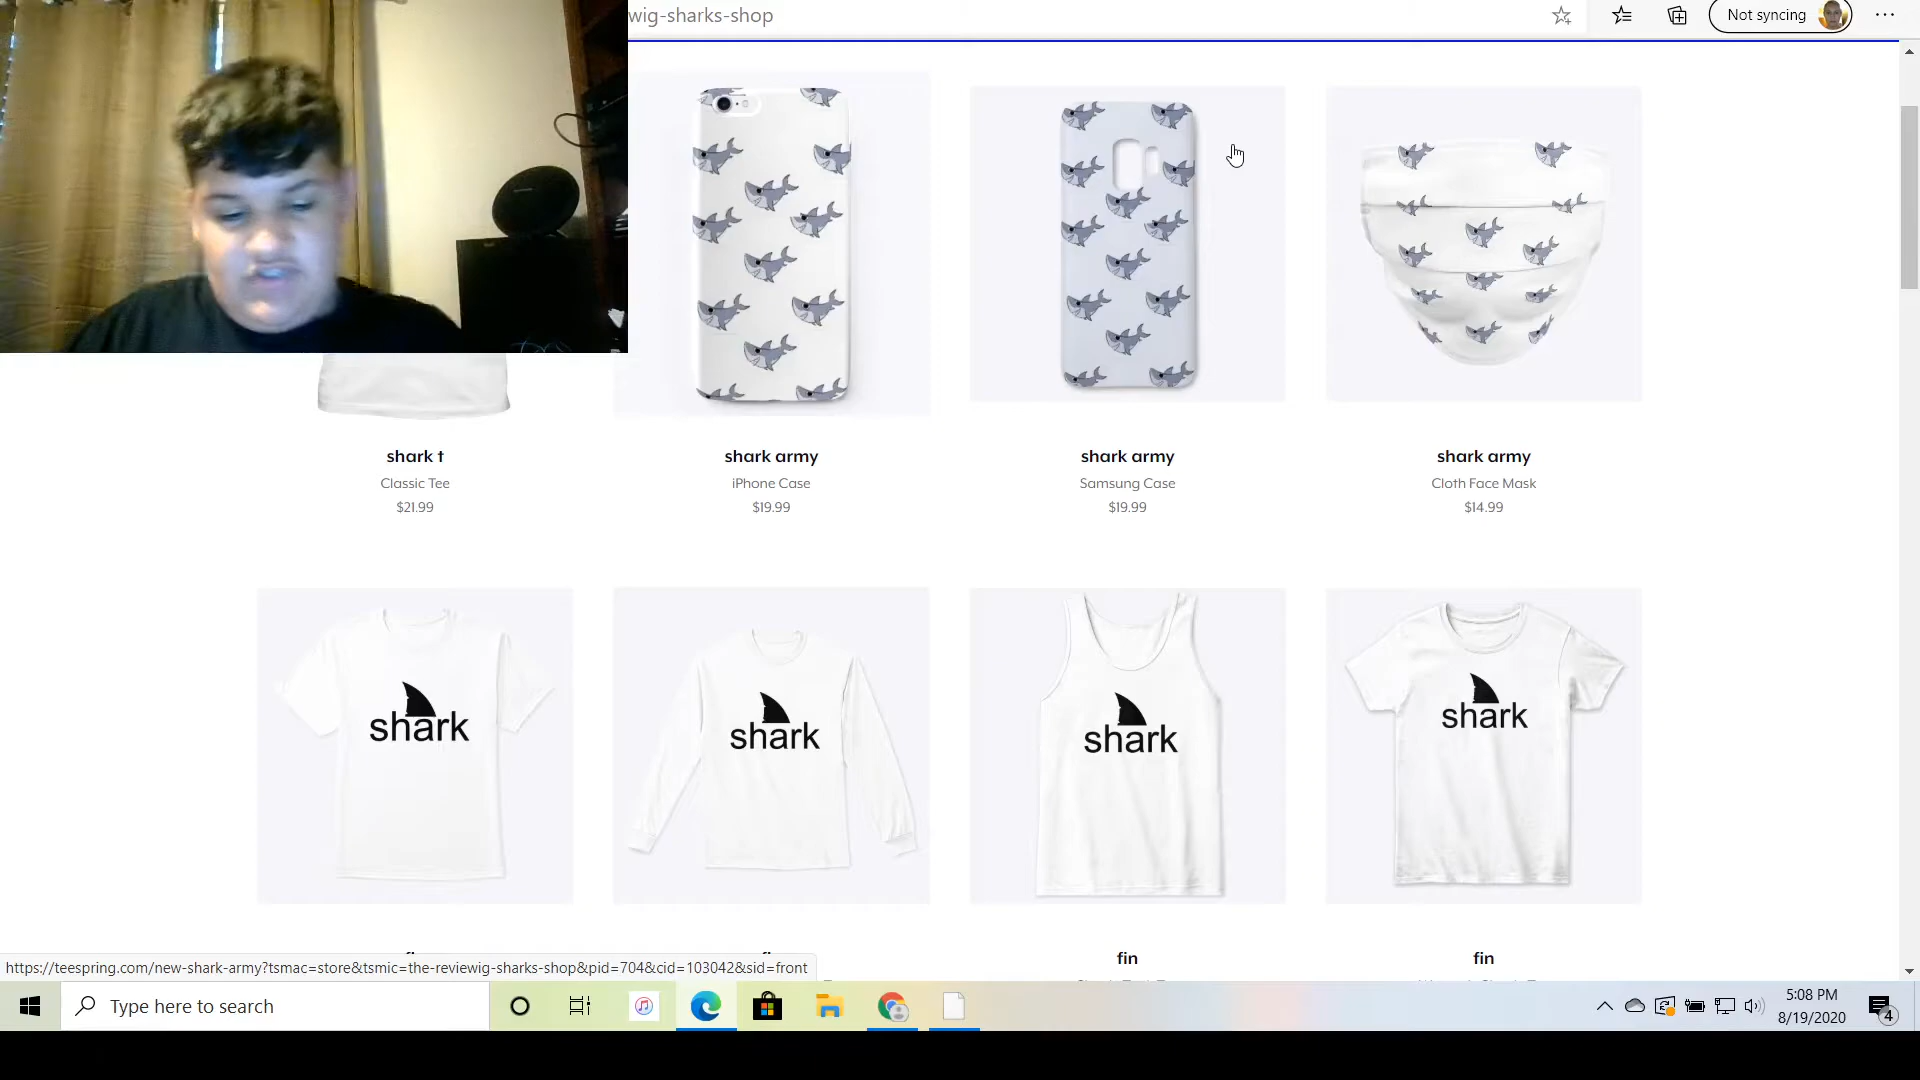 wig-sharks-shop
Not syncing
shark t
Classic Tee
$21.99
shark army
iPhone Case
$19.99
shark army
Samsung Case
$19.99
shark army
Cloth Face Mask
$14.99
shark
shark
shark
shark
fin
fin
https://teespring.com/new-shark-army?tsmac=store&tsmic=the-reviewig-sharks-shop&pid=704&cid=103042&sid=front
Type here to search
5:08 PM
8/19/2020
4